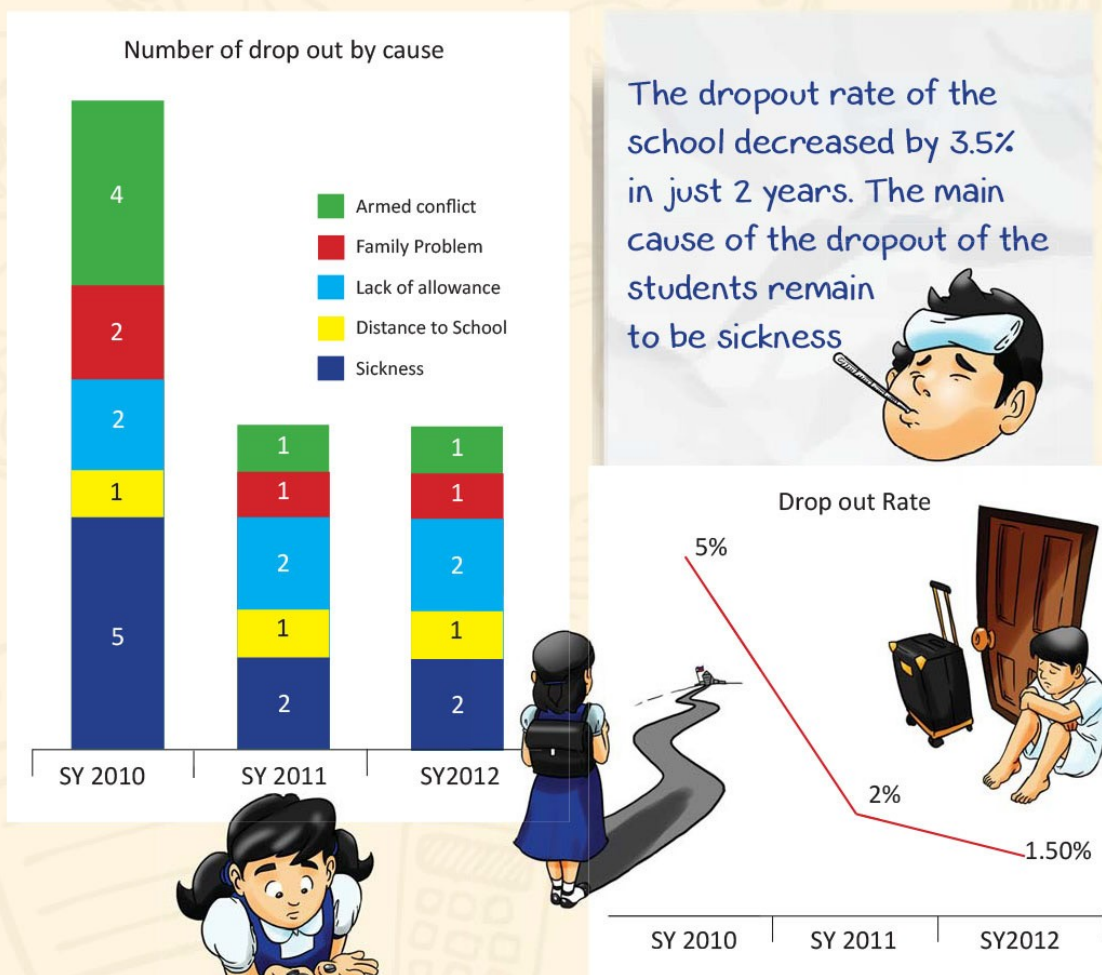 Number of drop out by cause
4
2
2
1
5
1
1
2
1
2
1
1
2
1
2
Armed conflict
Family Problem
Lack of allowance
Distance to School
Sickness
SY 2010
SY 2011
SY2012
The dropout rate of the
school decreased by 3.5%
in just 2 years. The main
cause of the dropout of the
students remain
to be sickness
Drop out Rate
5%
2%
1.50%
SY 2010
SY 2011
SY2012